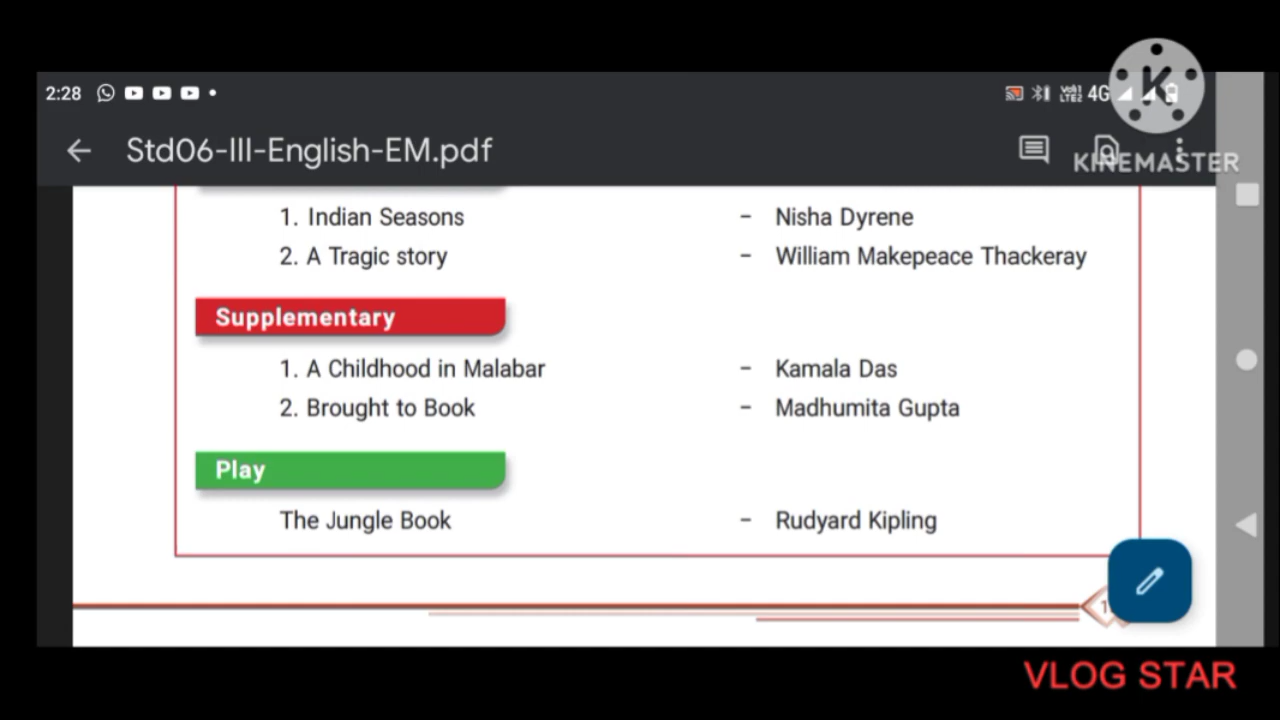 2:28
4G
Std06-III-English-EM.pdf
KINEMASTER
1. Indian Seasons - Nisha Dyrene
2. A Tragic story - William Makepeace Thackeray
Supplementary
1. A Childhood in Malabar - Kamala Das
2. Brought to Book - Madhumita Gupta
Play
The Jungle Book - Rudyard Kipling
VLOG STAR